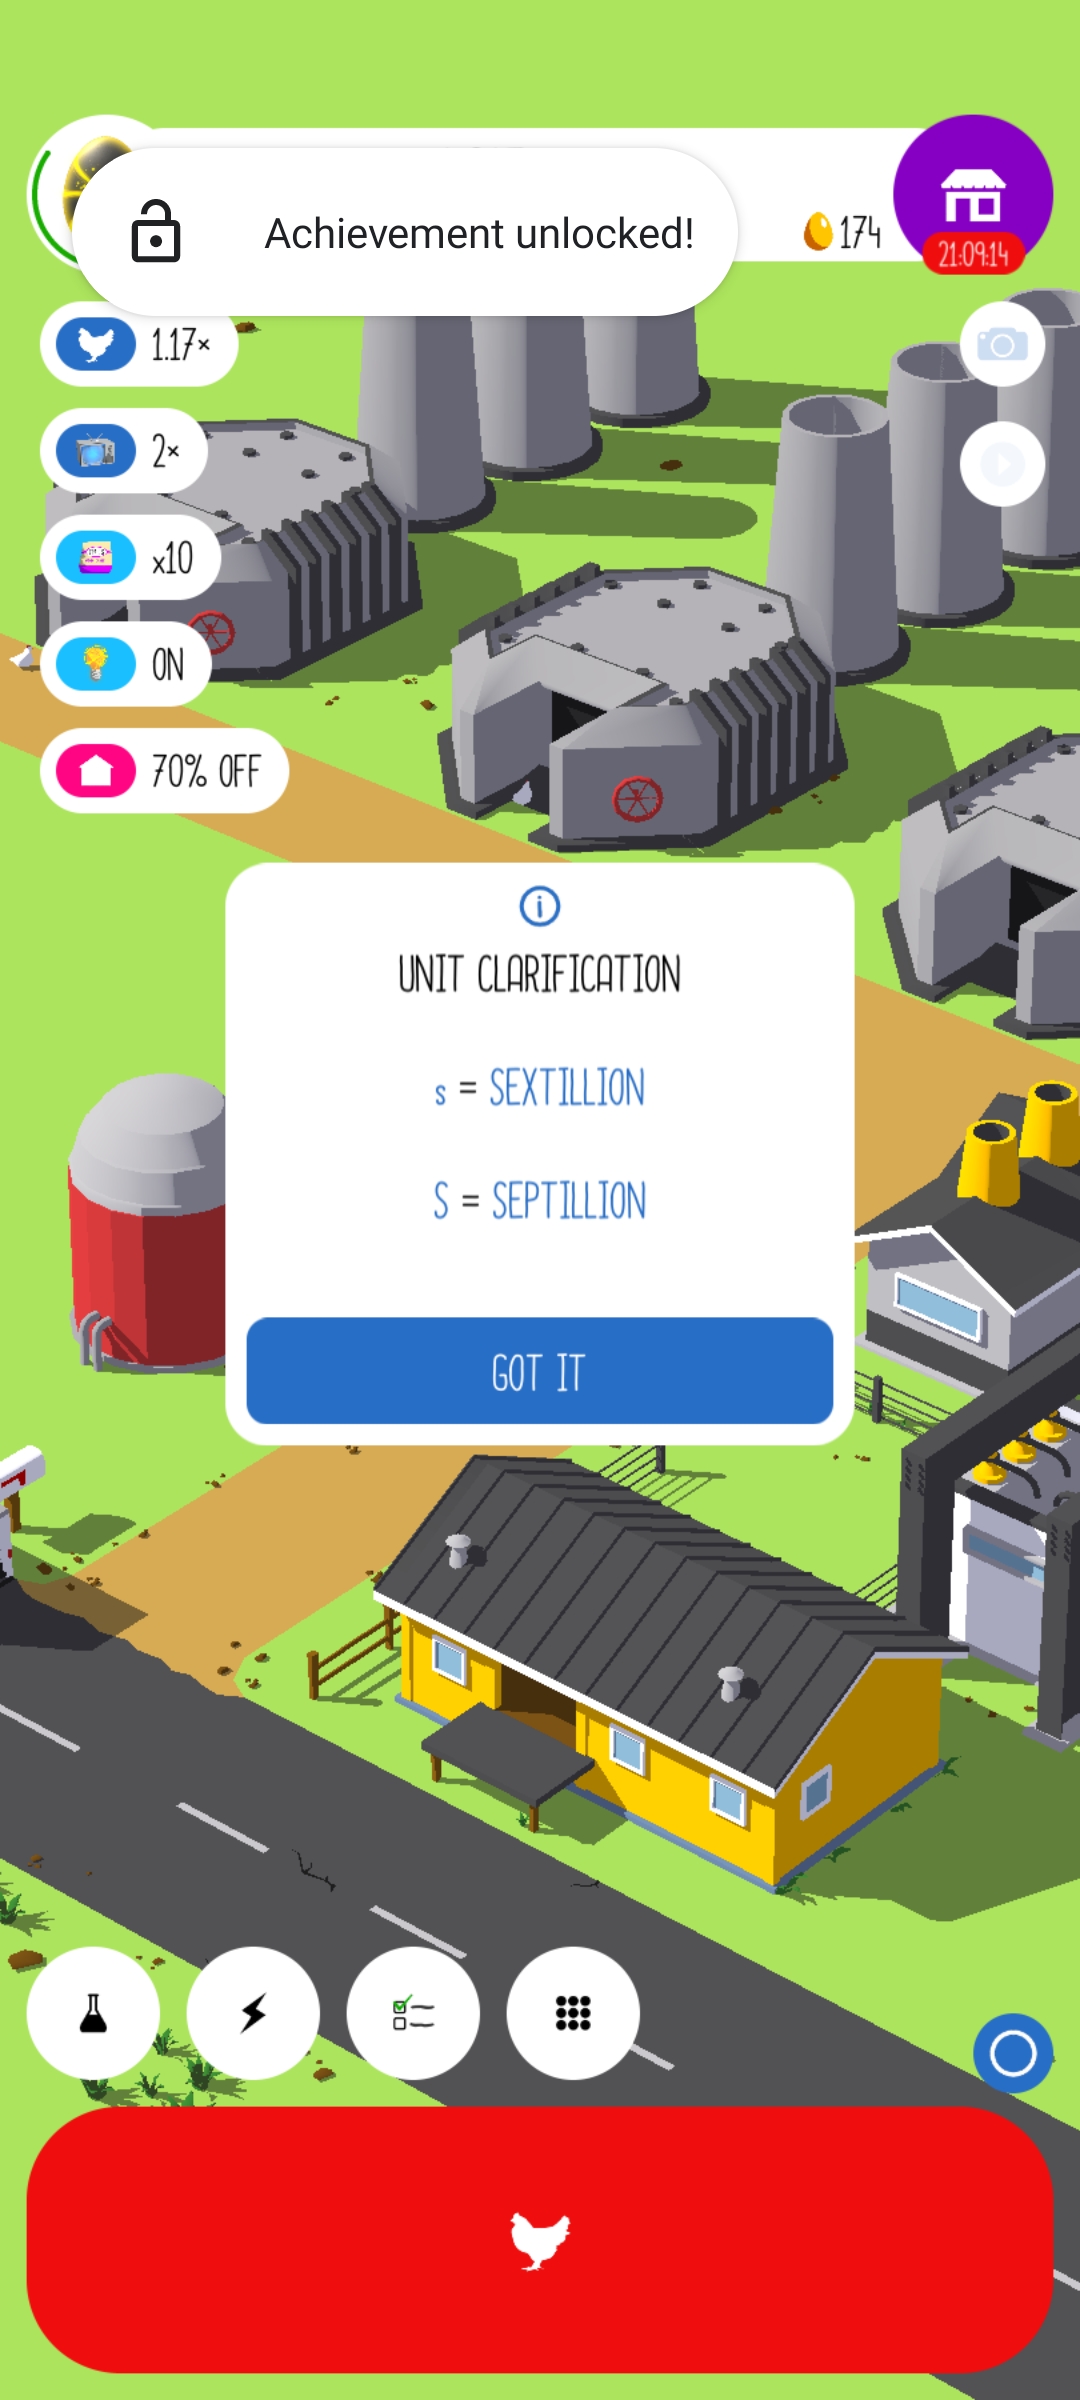 Achievement unlocked!
174
21:09:14
1.17×
2×
x10
ON
70% OFF
UNIT CLARIFICATION
s = SEXTILLION
S = SEPTILLION
GOT IT